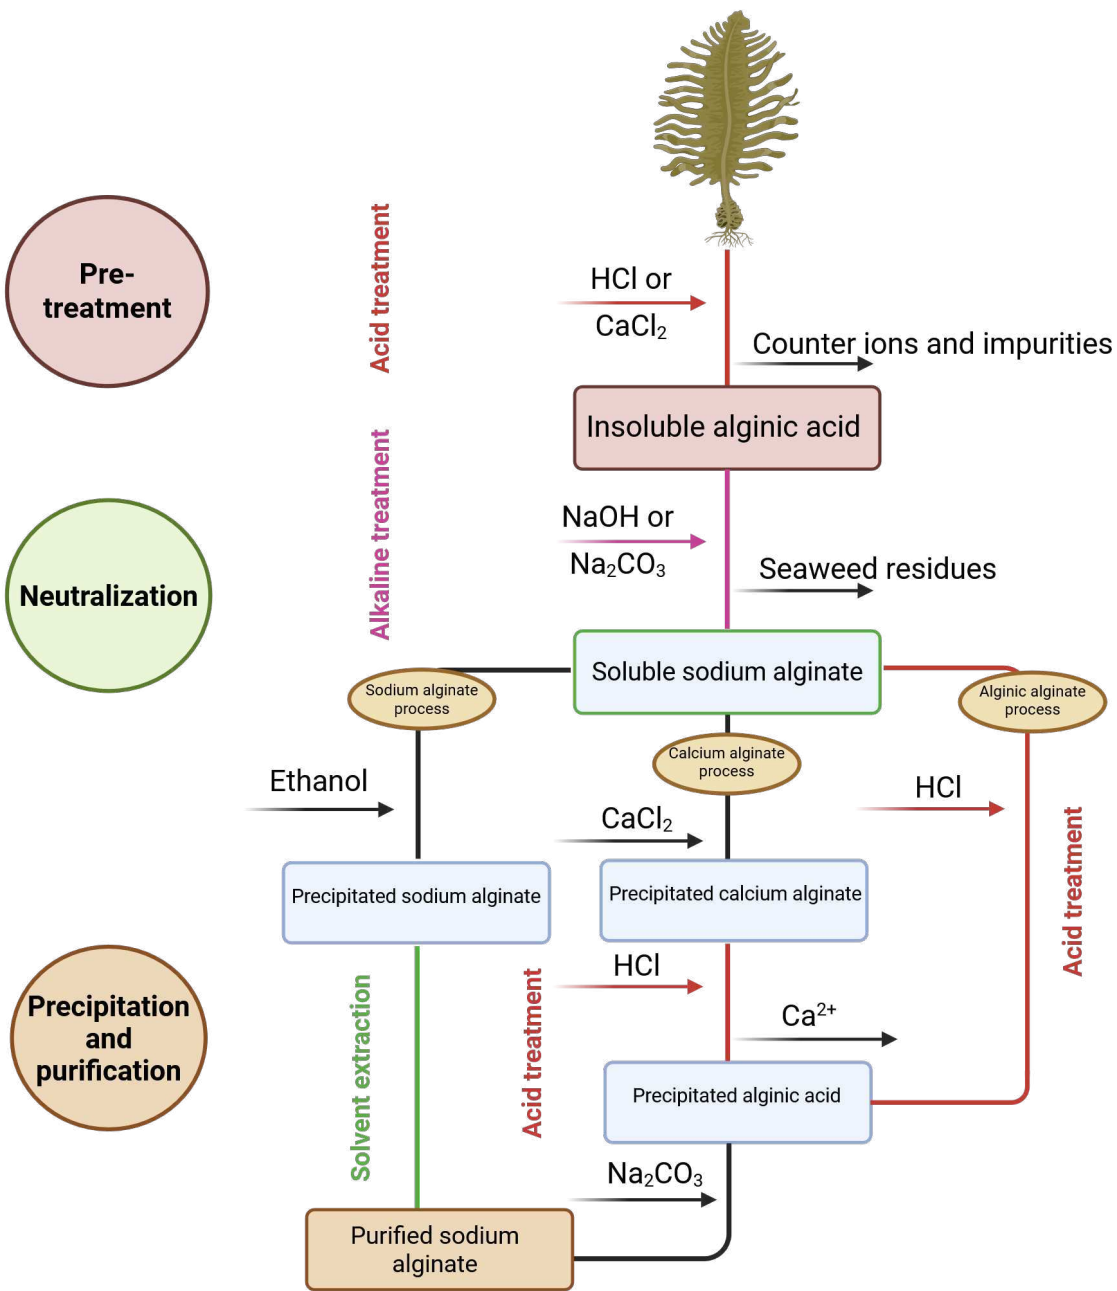 Pre-
treatment
Acid treatment
HCl or
CaCl₂
Counter ions and impurities
Insoluble alginic acid
Neutralization
Alkaline treatment
NaOH or
Na₂CO₃
Seaweed residues
Soluble sodium alginate
Sodium alginate
process
Calcium alginate
process
Alginic alginate
process
Ethanol
CaCl₂
HCl
Acid treatment
Precipitated sodium alginate
Precipitated calcium alginate
Precipitation
and
purification
Solvent extraction
Acid treatment
HCl
Ca²⁺
Precipitated alginic acid
Na₂CO₃
Purified sodium
alginate